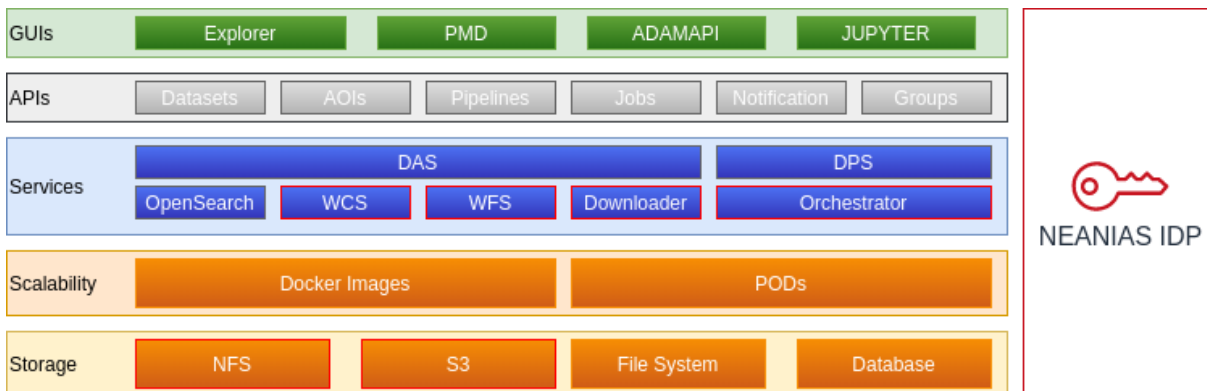 GUIs
Explorer
PMD
ADAMAPI
JUPYTER
APIs
Datasets
AOIs
Pipelines
Jobs
Notification
Groups
Services
DAS
DPS
OpenSearch
WCS
WFS
Downloader
Orchestrator
Scalability
Docker Images
PODs
Storage
NFS
S3
File System
Database
NEANIAS IDP